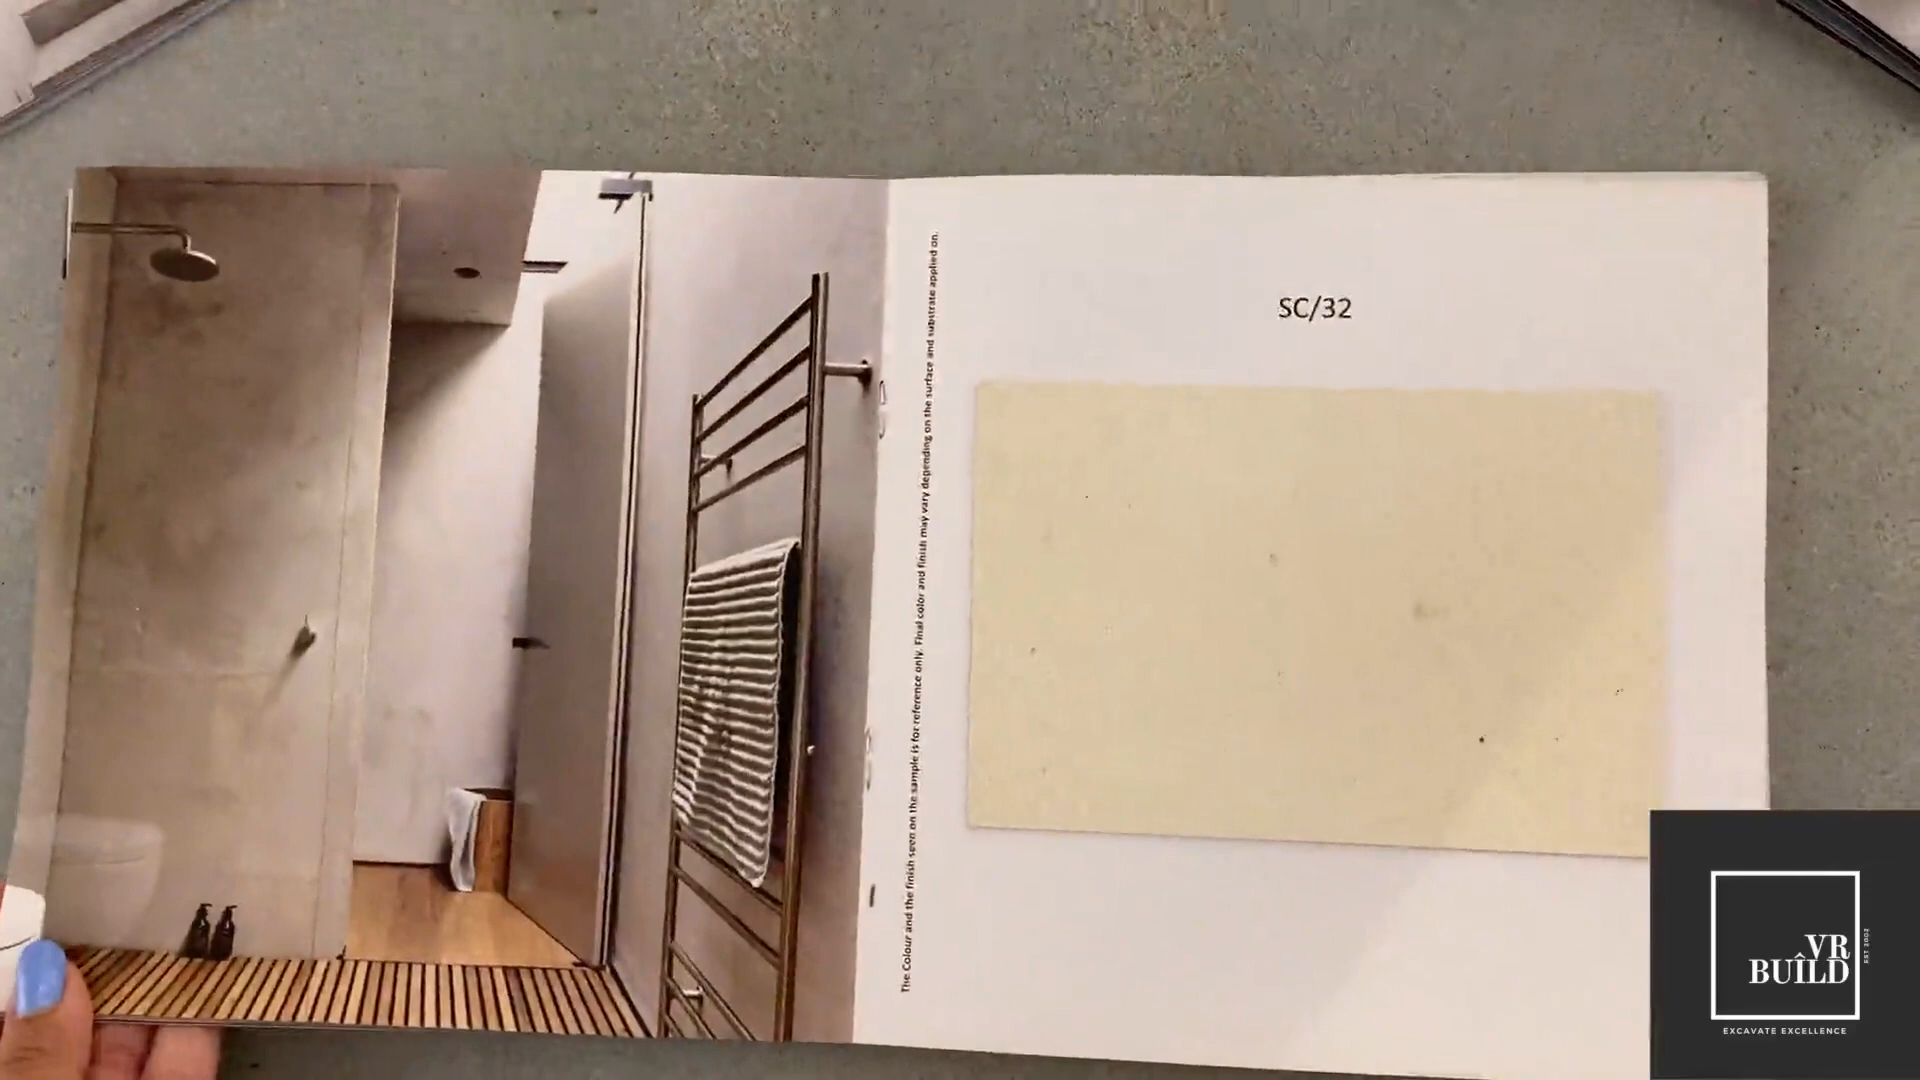 The Colour and the finish seen on the sample is for reference only. Final color and finish may vary depending on the surface and substrate applied on.
SC/32
VR
BUÎLD
EST 2002
EXCAVATE EXCELLENCE